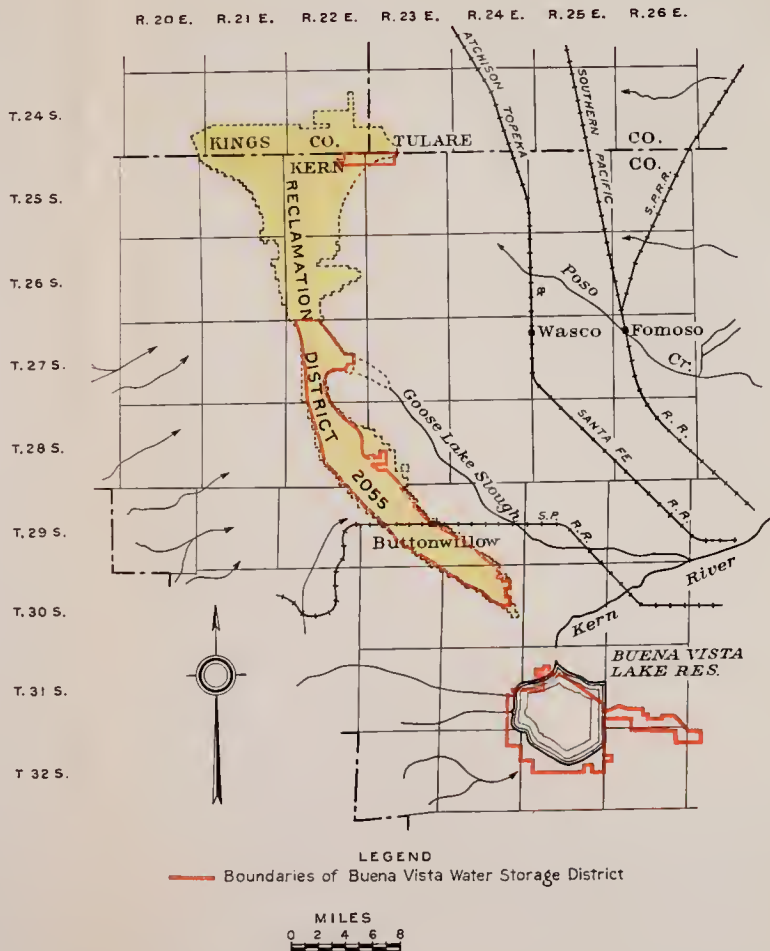 R. 20 E. R. 21 E. R. 22 E. R. 23 E. R. 24 E. R. 25 E. R. 26 E.
ATCHISON TOPEKA
SOUTHERN PACIFIC
T. 24 S.
KINGS CO. TULARE CO.
KERN CO.
S.P.R.R.
T. 25 S.
RECLAMATION
T. 26 S.
&
Poso
Wasco
Fomoso
Cr.
T. 27 S.
DISTRICT
Goose Lake Slough
SANTA FE
R. R.
T. 28 S.
2055
R. R.
T. 29 S.
S.P. R.R.
Buttonwillow
River
Kern
T. 30 S.
BUENA VISTA
LAKE RES.
T. 31 S.
T 32 S.
LEGEND
Boundaries of Buena Vista Water Storage District
MILES
0 2 4 6 8